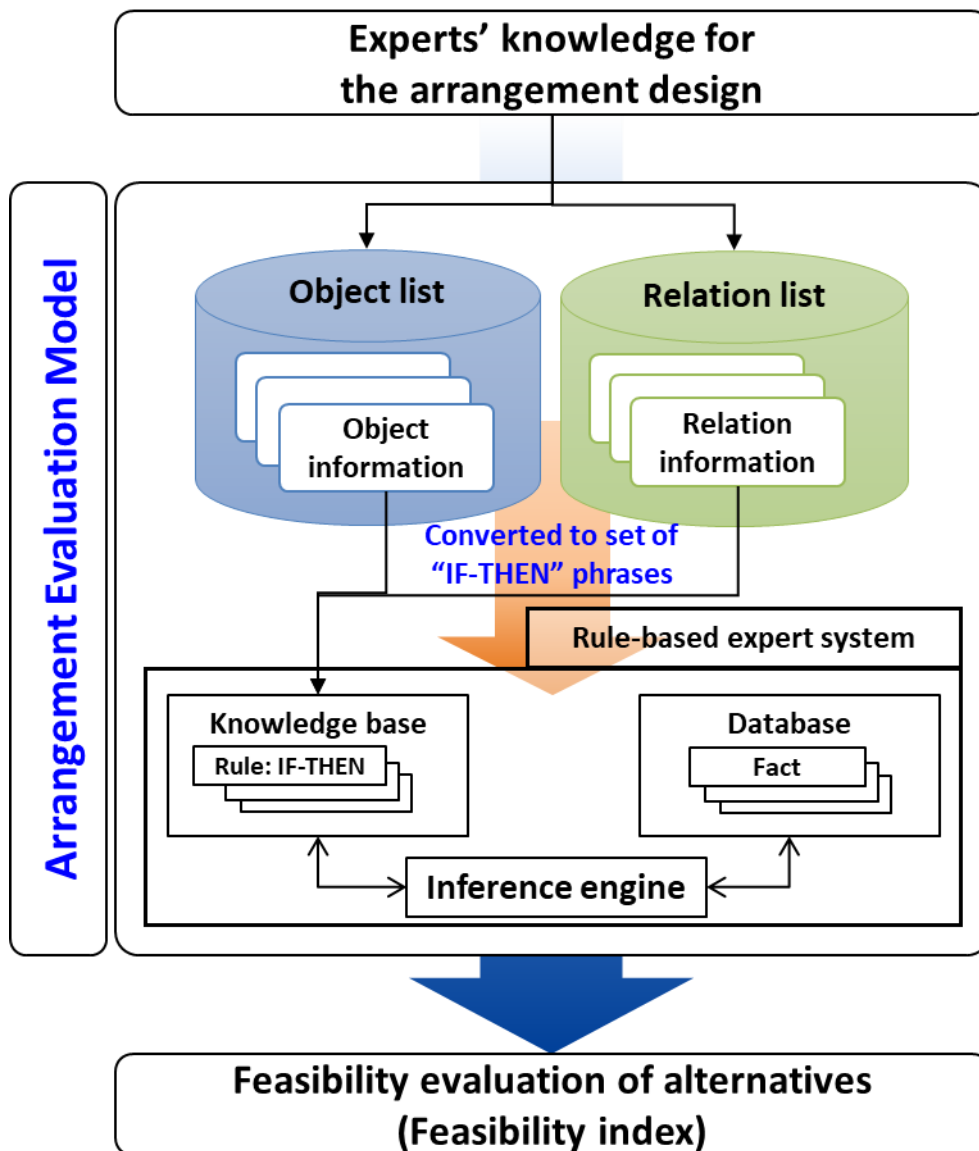 Experts’ knowledge for
the arrangement design
Arrangement Evaluation Model
Object list
Relation list
Object
information
Relation
information
Converted to set of
“IF-THEN” phrases
Rule-based expert system
Knowledge base
Rule: IF-THEN
Database
Fact
Inference engine
Feasibility evaluation of alternatives
(Feasibility index)